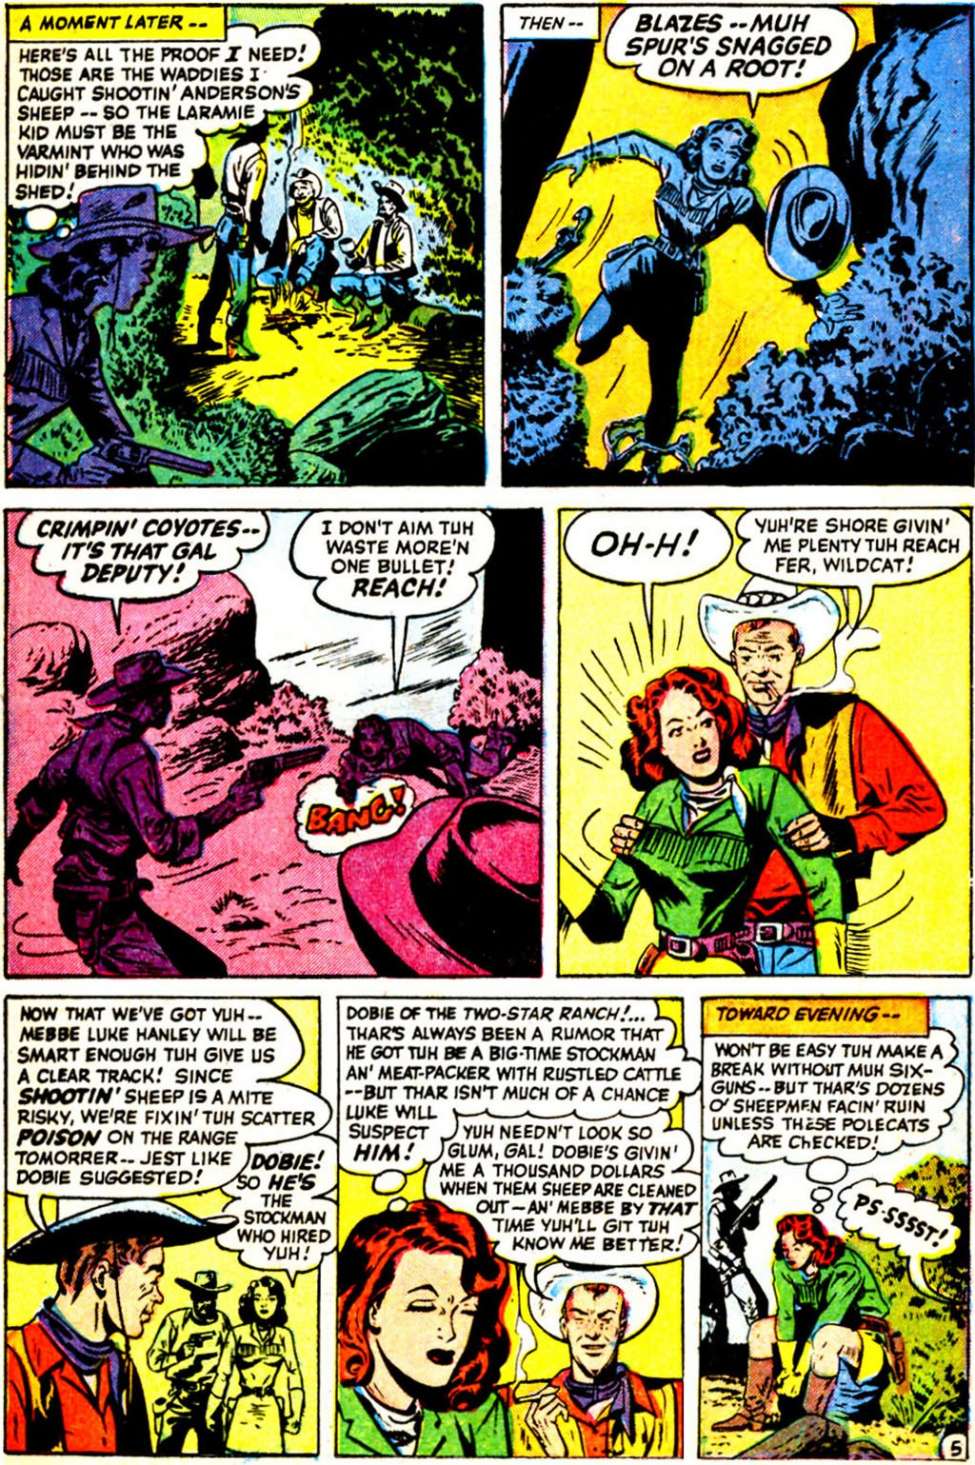 A MOMENT LATER --
HERE'S ALL THE PROOF I NEED!
THOSE ARE THE WADDIES I
CAUGHT SHOOTIN' ANDERSON'S
SHEEP -- SO THE LARAMIE
KID MUST BE THE
VARMINT WHO WAS
HIDIN' BEHIND THE
SHED!
THEN --
BLAZES -- MUH
SPUR'S SNAGGED
ON A ROOT!
CRIMPIN' COYOTES --
IT'S THAT GAL
DEPUTY!
I DON'T AIM TUH
WASTE MORE'N
ONE BULLET!
REACH!
BANG!
OH-H!
YUH'RE SHORE GIVIN'
ME PLENTY TUH REACH
FER, WILDCAT!
NOW THAT WE'VE GOT YUH --
MEBBE LUKE HANLEY WILL BE
SMART ENOUGH TUH GIVE US
A CLEAR TRACK! SINCE
SHOOTIN' SHEEP IS A MITE
RISKY, WE'RE FIXIN' TUH SCATTER
POISON ON THE RANGE
TOMORRER -- JEST LIKE
DOBIE SUGGESTED!
DOBIE!
SO HE'S
THE
STOCKMAN
WHO HIRED
YUH!
DOBIE OF THE TWO-STAR RANCH!...
THAR'S ALWAYS BEEN A RUMOR THAT
HE GOT TUH BE A BIG-TIME STOCKMAN
AN' MEAT-PACKER WITH RUSTLED CATTLE
-- BUT THAR ISN'T MUCH OF A CHANCE
LUKE WILL
SUSPECT
HIM!
YUH NEEDN'T LOOK SO
GLUM, GAL! DOBIE'S GIVIN'
ME A THOUSAND DOLLARS
WHEN THEM SHEEP ARE CLEANED
OUT -- AN' MEBBE BY THAT
TIME YUH'LL GIT TUH
KNOW ME BETTER!
TOWARD EVENING --
WON'T BE EASY TUH MAKE A
BREAK WITHOUT MUH SIX-
GUNS -- BUT THAR'S DOZENS
O' SHEEPMEN FACIN' RUIN
UNLESS THESE POLECATS
ARE CHECKED!
PS-SSSST!
5